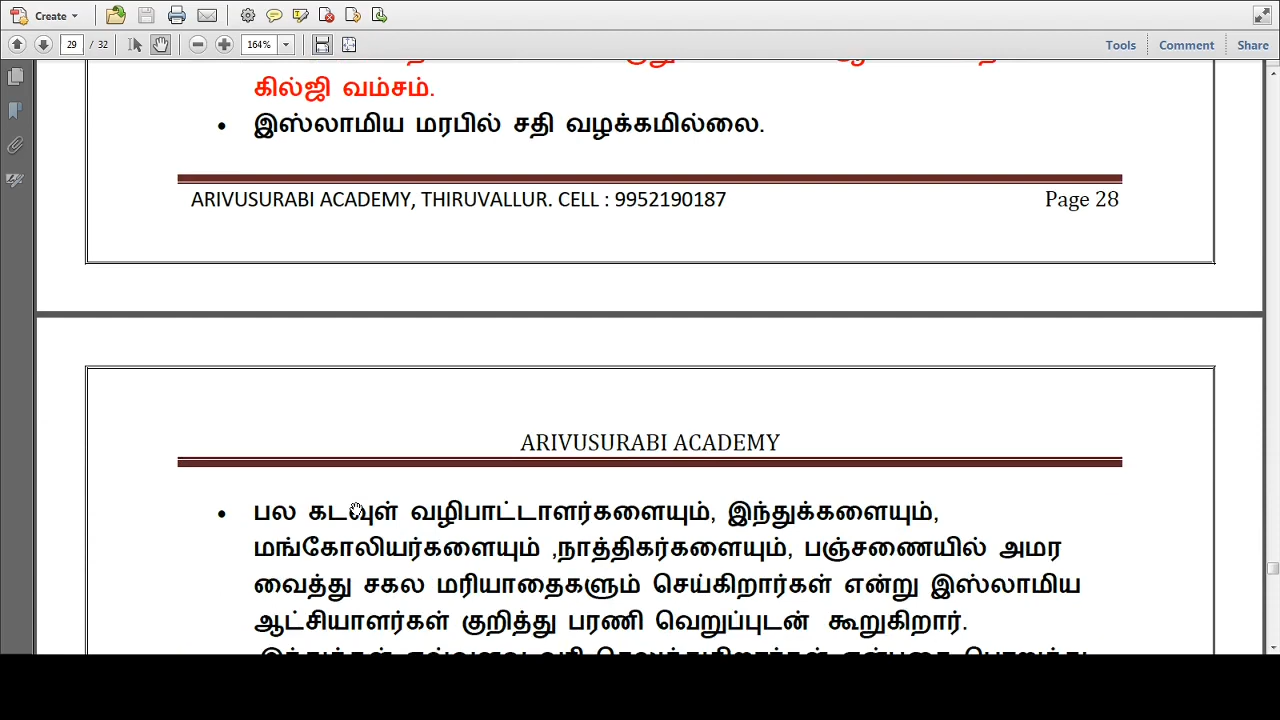 Create
29 / 32
164%
Tools
Comment
Share
கில்ஜி வம்சம்.
• இஸ்லாமிய மரபில் சதி வழக்கமில்லை.
ARIVUSURABI ACADEMY, THIRUVALLUR. CELL : 9952190187
Page 28
ARIVUSURABI ACADEMY
• பல கடவுள் வழிபாட்டாளர்களையும், இந்துக்களையும்,
மங்கோலியர்களையும் ,நாத்திகர்களையும், பஞ்சணையில் அமர
வைத்து சகல மரியாதைகளும் செய்கிறார்கள் என்று இஸ்லாமிய
ஆட்சியாளர்கள் குறித்து பரணி வெறுப்புடன் கூறுகிறார்.